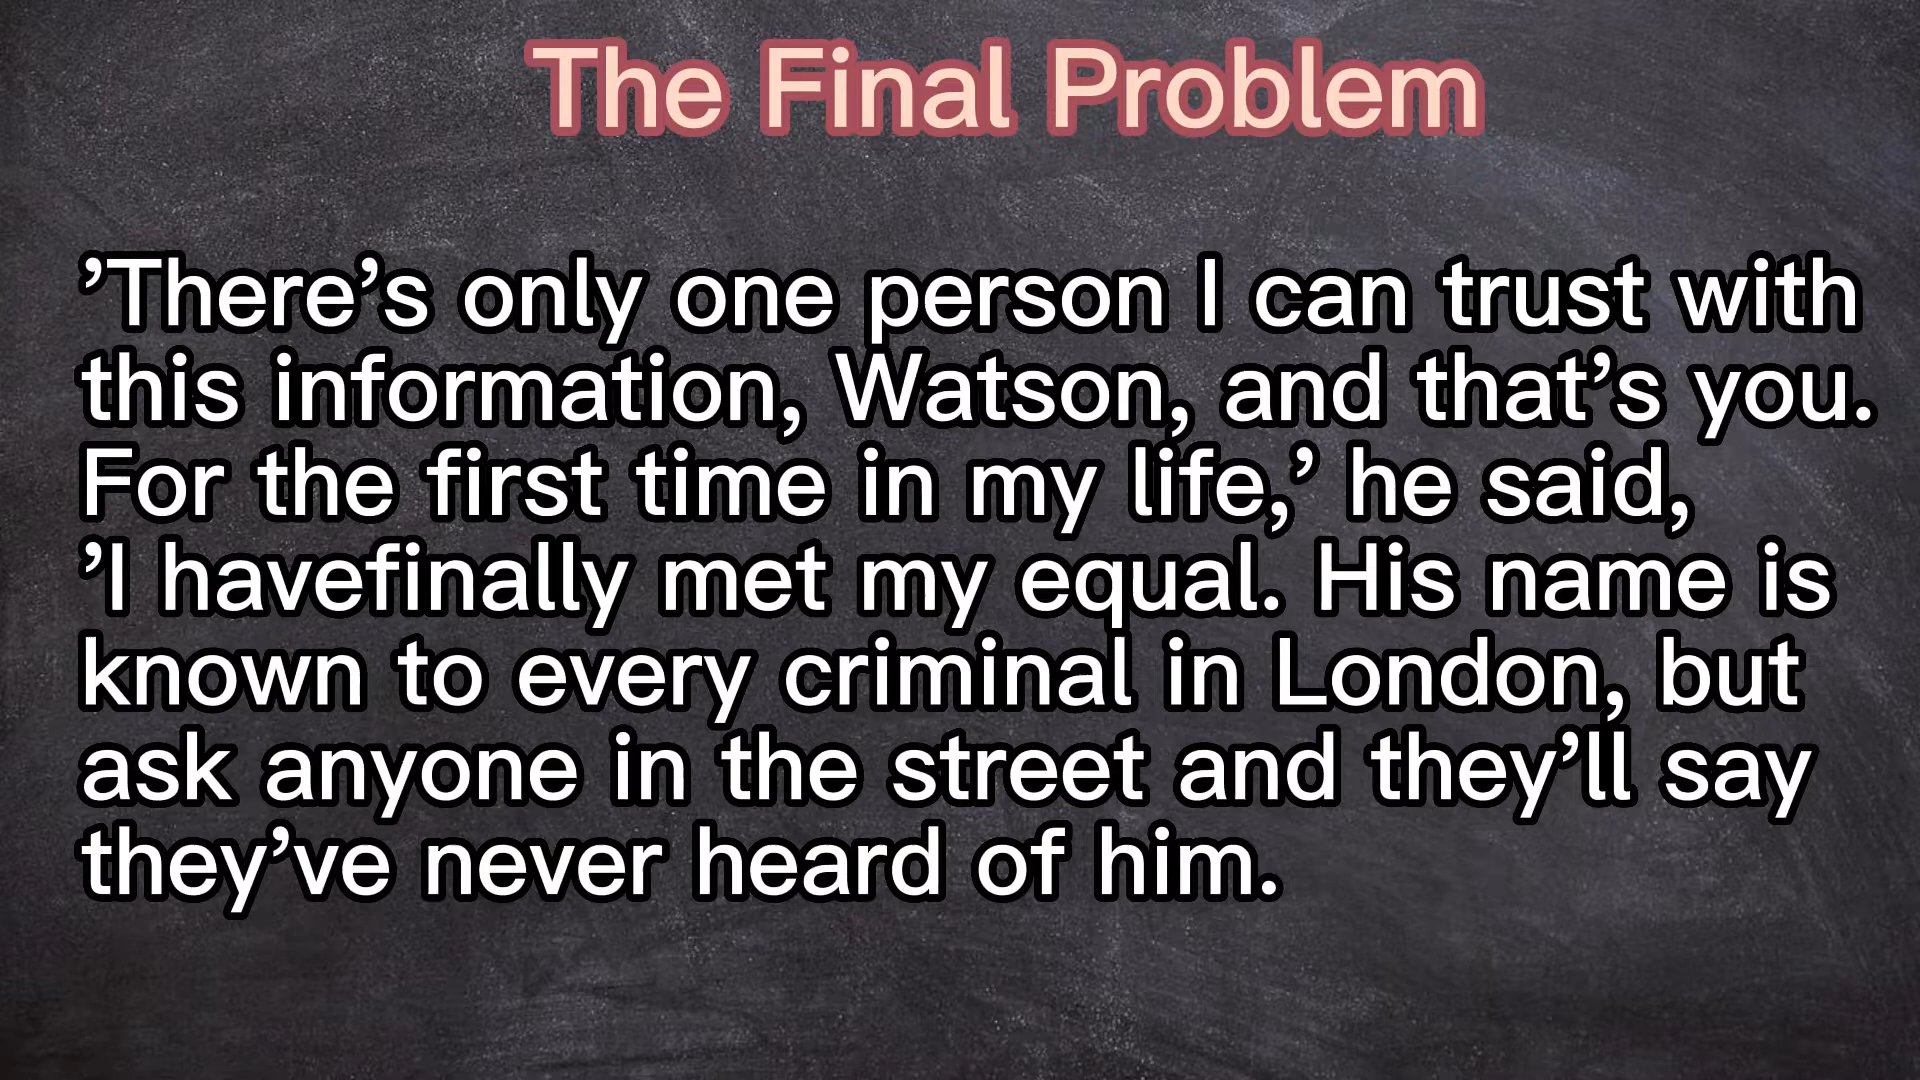 The Final Problem
’There’s only one person I can trust with
this information, Watson, and that’s you.
For the first time in my life,’ he said,
’I havefinally met my equal. His name is
known to every criminal in London, but
ask anyone in the street and they’ll say
they’ve never heard of him.